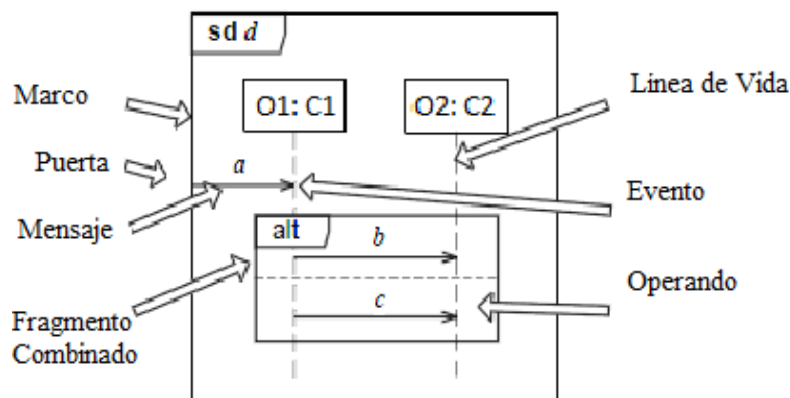 sd d
Marco
O1: C1
O2: C2
Linea de Vida
Puerta
a
Evento
Mensaje
alt
b
Operando
c
Fragmento
Combinado